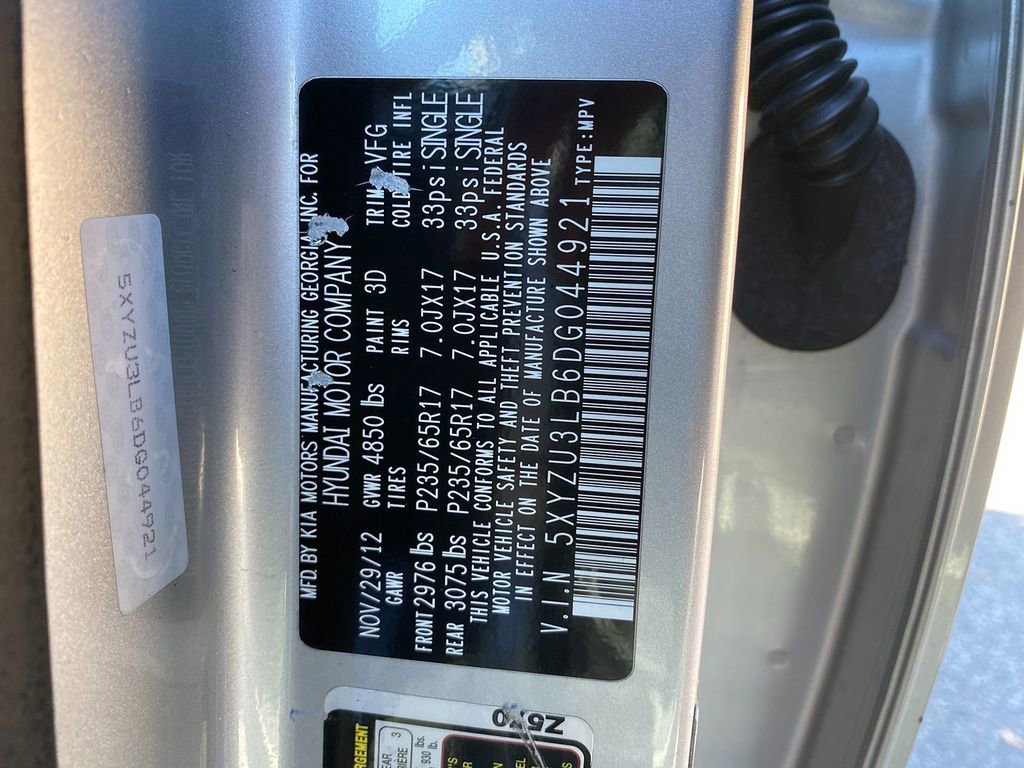 5XYZU3LB6DG044921
MFD. BY KIA MOTORS MANUFACTURING GEORGIA, INC. FOR
HYUNDAI MOTOR COMPANY
NOV/29/12 GVWR 4850 lbs PAINT 3D TRIM VFG
GAWR TIRES RIMS COLD TIRE INFL
FRONT 2976 lbs P235/65R17 7.0JX17 33psi SINGLE
REAR 3075 lbs P235/65R17 7.0JX17 33psi SINGLE
THIS VEHICLE CONFORMS TO ALL APPLICABLE U.S.A. FEDERAL
MOTOR VEHICLE SAFETY AND THEFT PREVENTION STANDARDS
IN EFFECT ON THE DATE OF MANUFACTURE SHOWN ABOVE
V.I.N 5XYZU3LB6DG044921 TYPE:MPV
3
930 lb.